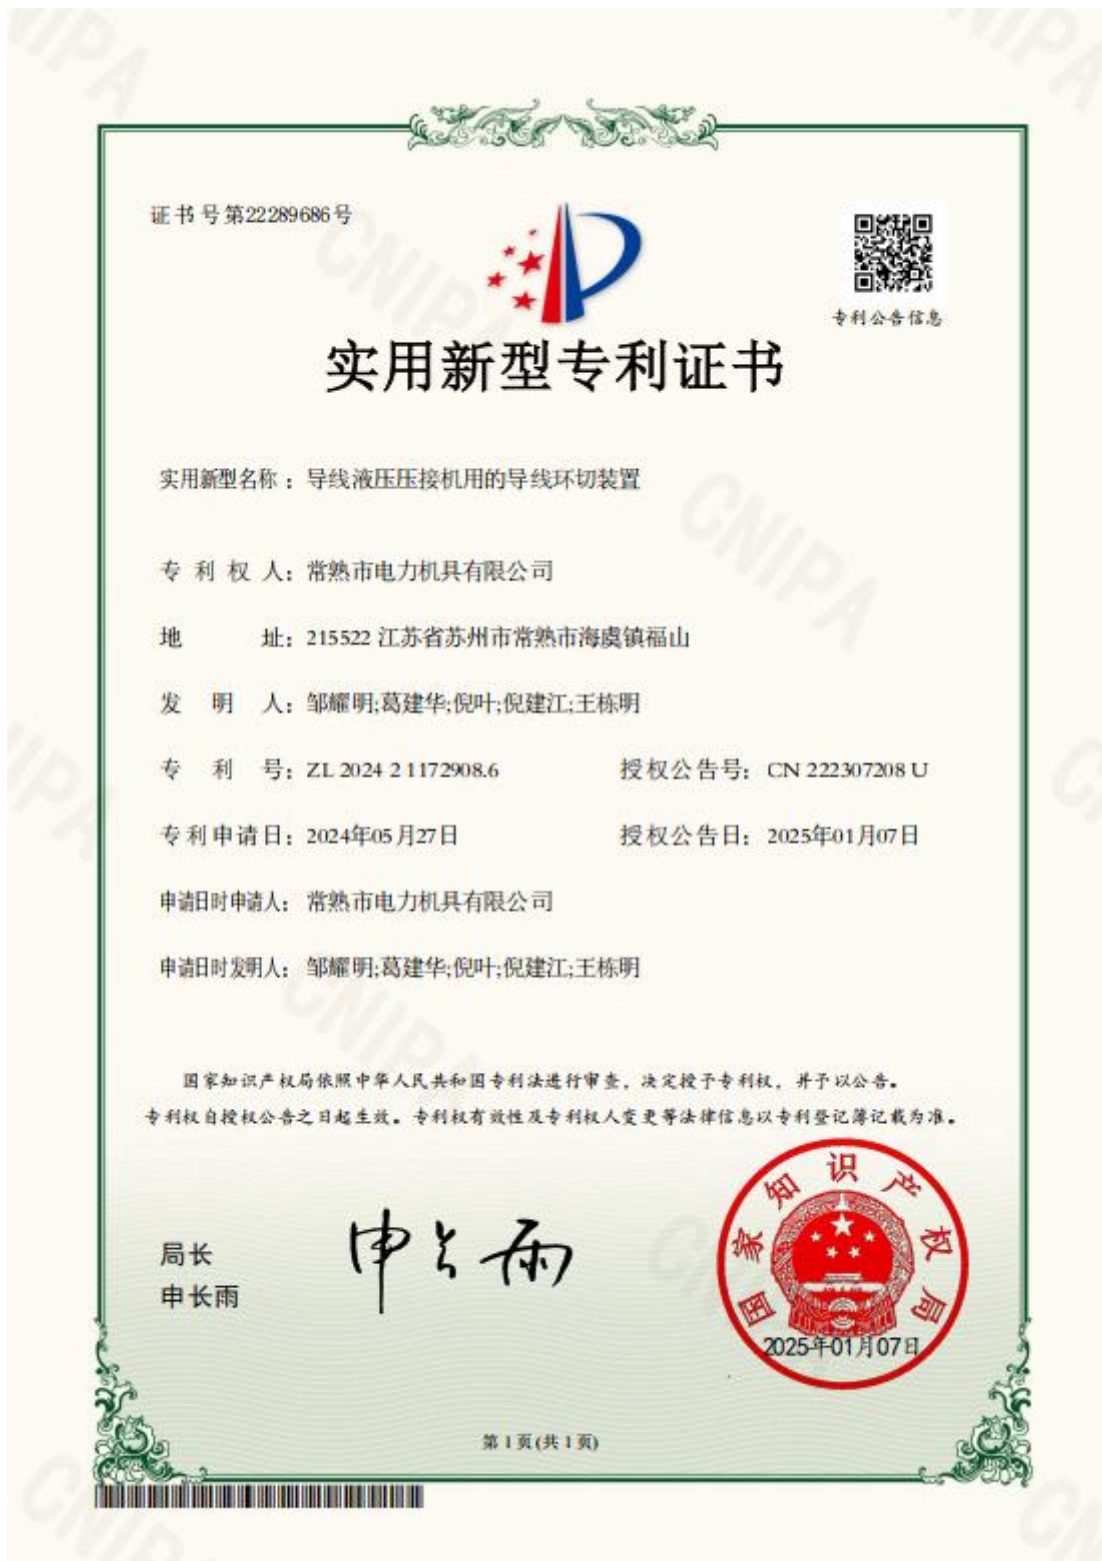 证书号第22289686号
专利公告信息
实用新型专利证书
实用新型名称：导线液压压接机用的导线环切装置
专利权人：常熟市电力机具有限公司
地址：215522 江苏省苏州市常熟市海虞镇福山
发明人：邹耀明;葛建华;倪叶;倪建江;王栋明
专利号：ZL 2024 2 1172908.6 授权公告号：CN 222307208 U
专利申请日：2024年05月27日 授权公告日：2025年01月07日
申请日时申请人：常熟市电力机具有限公司
申请日时发明人：邹耀明;葛建华;倪叶;倪建江;王栋明
国家知识产权局依照中华人民共和国专利法进行审查，决定授予专利权，并予以公告。
专利权自授权公告之日起生效。专利权有效性及专利权人变更等法律信息以专利登记簿记载为准。
局长
申长雨
申长雨
国家知识产权局
2025年01月07日
第 1 页(共 1 页)
CNIPA